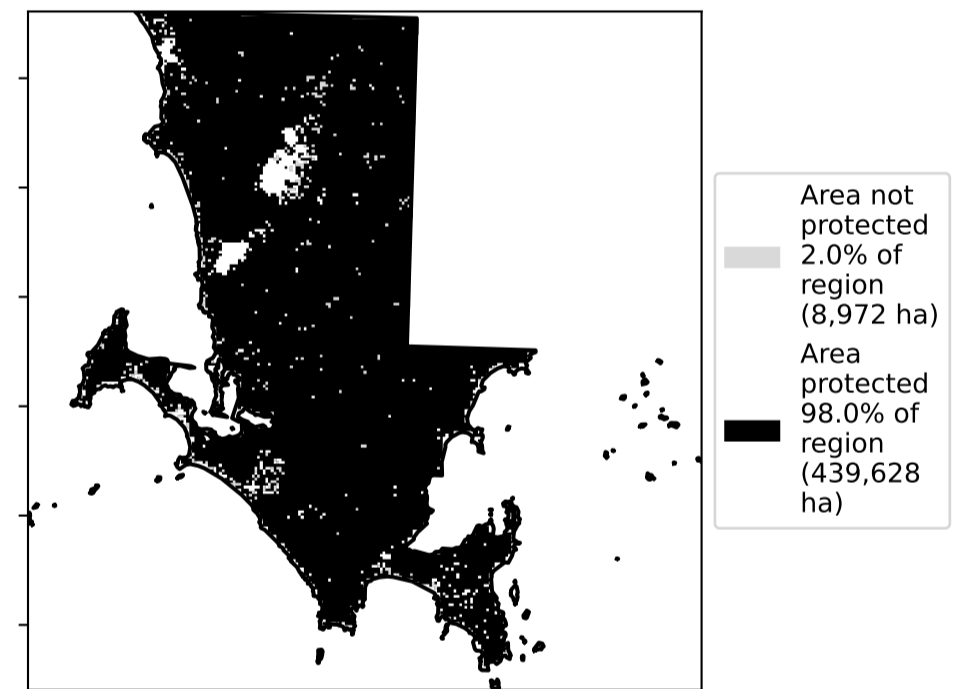 Area not
protected
2.0% of
region
(8,972 ha)
Area
protected
98.0% of
region
(439,628
ha)